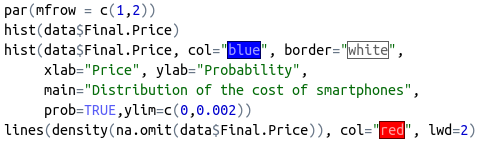 par(mfrow = c(1,2))
hist(data$Final.Price)
hist(data$Final.Price, col="blue", border="white",
xlab="Price", ylab="Probability",
main="Distribution of the cost of smartphones",
prob=TRUE,ylim=c(0,0.002))
lines(density(na.omit(data$Final.Price)), col="red", lwd=2)